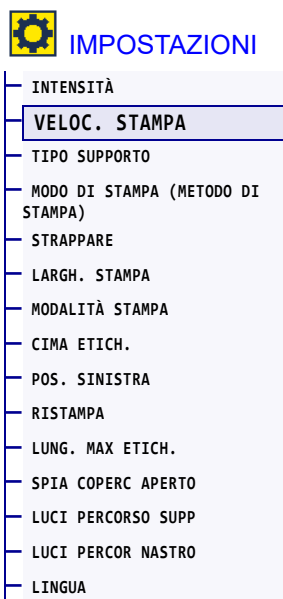 IMPOSTAZIONI
INTENSITÀ
VELOC. STAMPA
TIPO SUPPORTO
MODO DI STAMPA (METODO DI
STAMPA)
STRAPPARE
LARGH. STAMPA
MODALITÀ STAMPA
CIMA ETICH.
POS. SINISTRA
RISTAMPA
LUNG. MAX ETICH.
SPIA COPERC APERTO
LUCI PERCORSO SUPP
LUCI PERCOR NASTRO
LINGUA